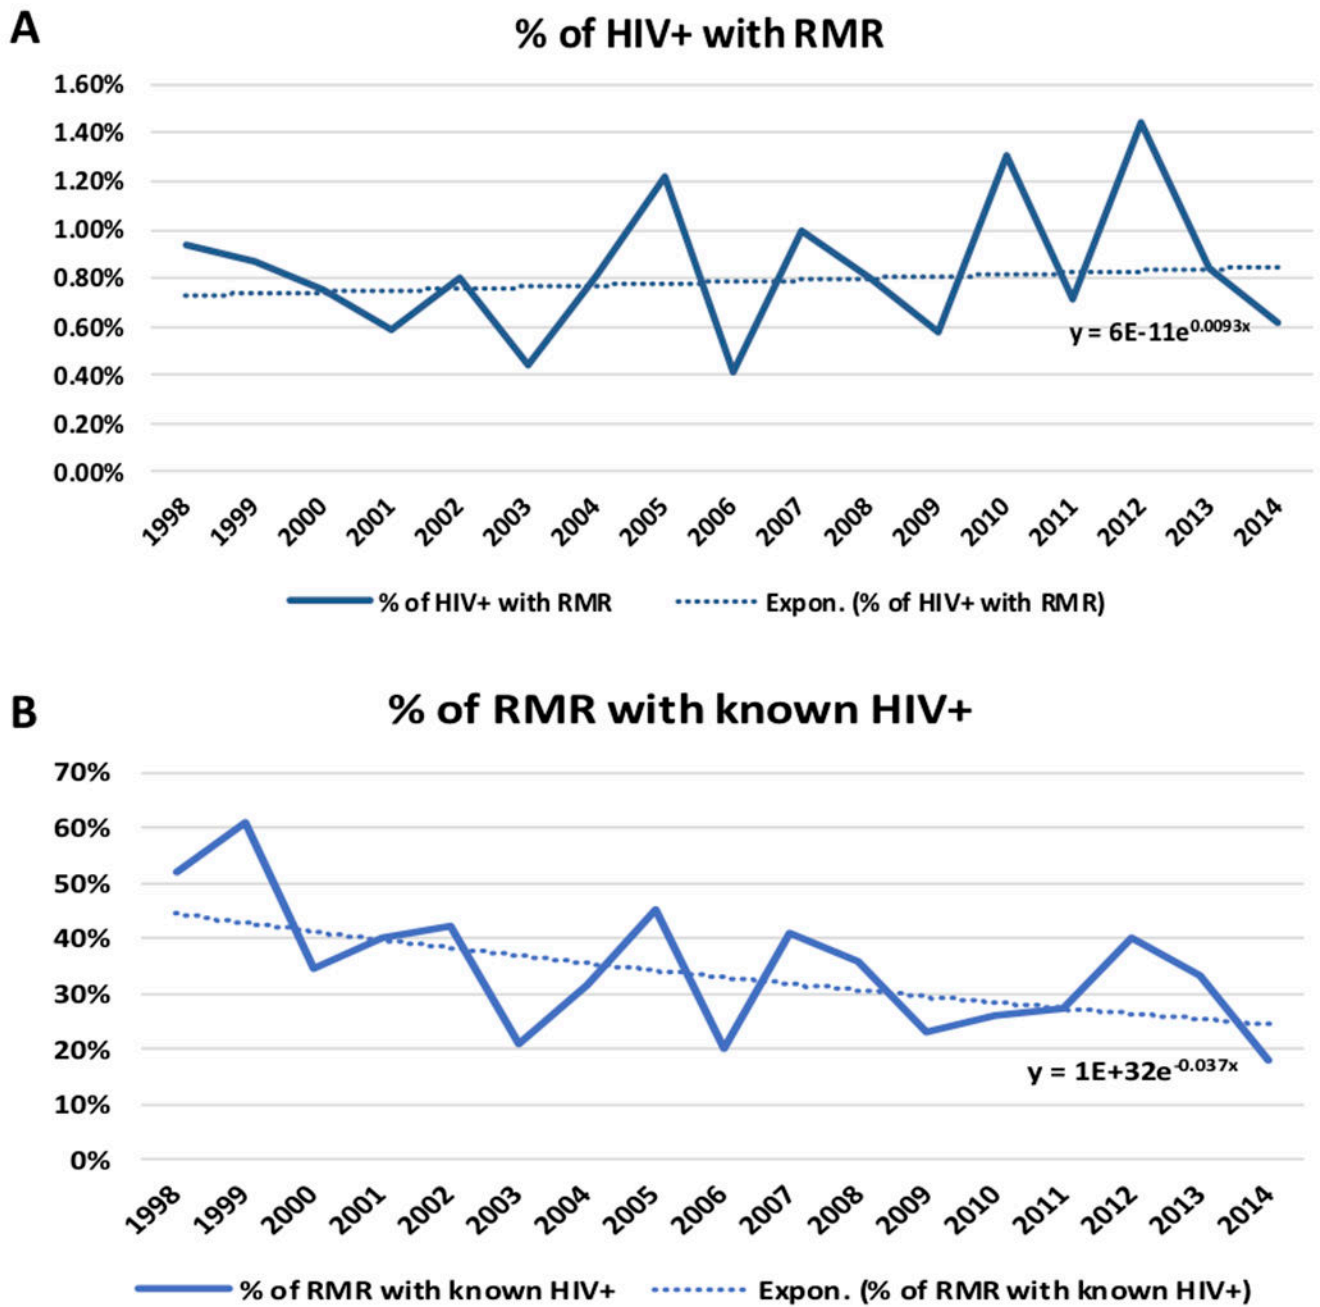 A
% of HIV+ with RMR
1.60%
1.40%
1.20%
1.00%
0.80%
0.60%
0.40%
0.20%
0.00%
y = 6E-11e^0.0093x
1998 1999 2000 2001 2002 2003 2004 2005 2006 2007 2008 2009 2010 2011 2012 2013 2014
% of HIV+ with RMR Expon. (% of HIV+ with RMR)
B
% of RMR with known HIV+
70%
60%
50%
40%
30%
20%
10%
0%
y = 1E+32e^-0.037x
1998 1999 2000 2001 2002 2003 2004 2005 2006 2007 2008 2009 2010 2011 2012 2013 2014
% of RMR with known HIV+ Expon. (% of RMR with known HIV+)